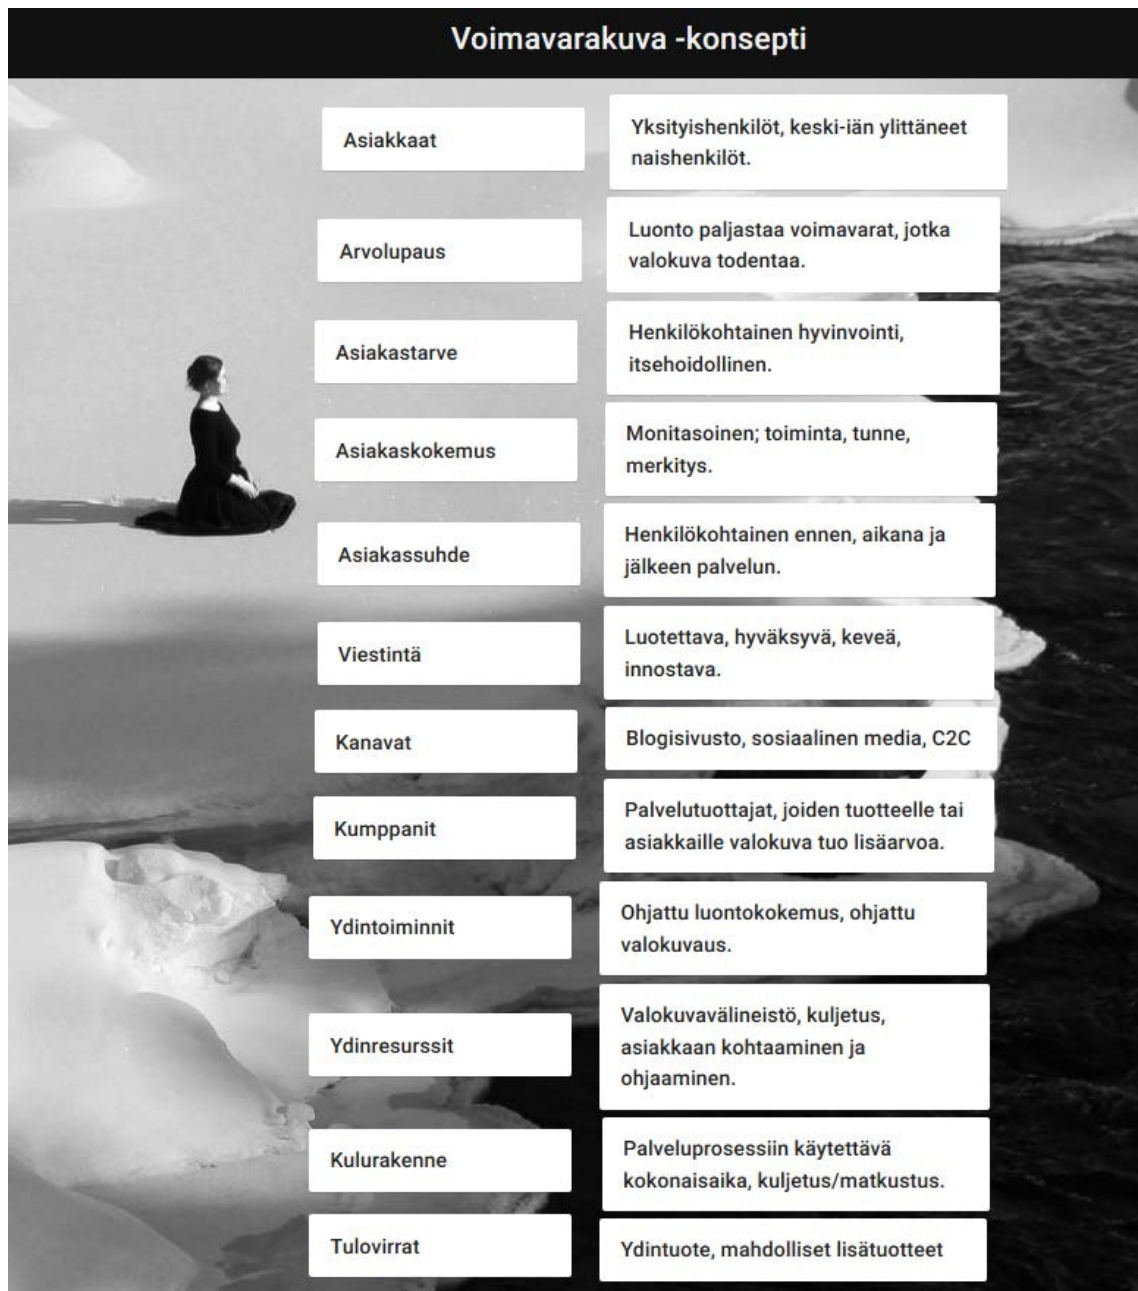 Voimavarakuva -konsepti
Asiakkaat
Yksityishenkilöt, keski-iän ylittäneet
naishenkilöt.
Arvolupaus
Luonto paljastaa voimavarat, jotka
valokuva todentaa.
Asiakastarve
Henkilökohtainen hyvinvointi,
itsehoidollinen.
Asiakaskokemus
Monitasoinen; toiminta, tunne,
merkitys.
Asiakassuhde
Henkilökohtainen ennen, aikana ja
jälkeen palvelun.
Viestintä
Luotettava, hyväksyvä, keveä,
innostava.
Kanavat
Blogisivusto, sosiaalinen media, C2C
Kumppanit
Palvelutuottajat, joiden tuotteelle tai
asiakkaille valokuva tuo lisäarvoa.
Ydintoiminnit
Ohjattu luontokokemus, ohjattu
valokuvaus.
Ydinresurssit
Valokuvavälineistö, kuljetus,
asiakkaan kohtaaminen ja
ohjaaminen.
Kulurakenne
Palveluprosessiin käytettävä
kokonaisaika, kuljetus/matkustus.
Tulovirrat
Ydintuote, mahdolliset lisätuotteet